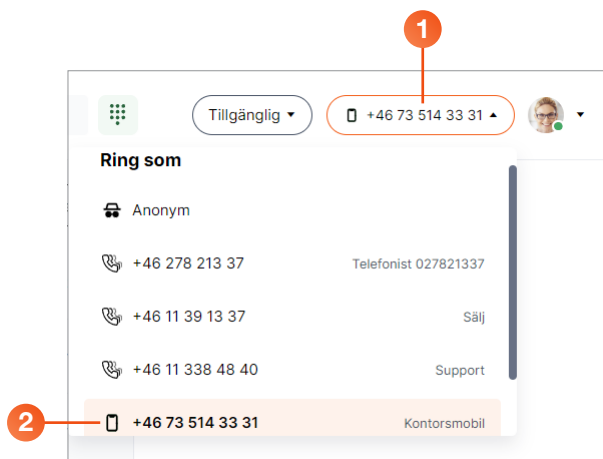 1
Tillgänglig +46 73 514 33 31
Ring som
Anonym
+46 278 213 37 Telefonist 027821337
+46 11 39 13 37 Sälj
+46 11 338 48 40 Support
2 +46 73 514 33 31 Kontorsmobil